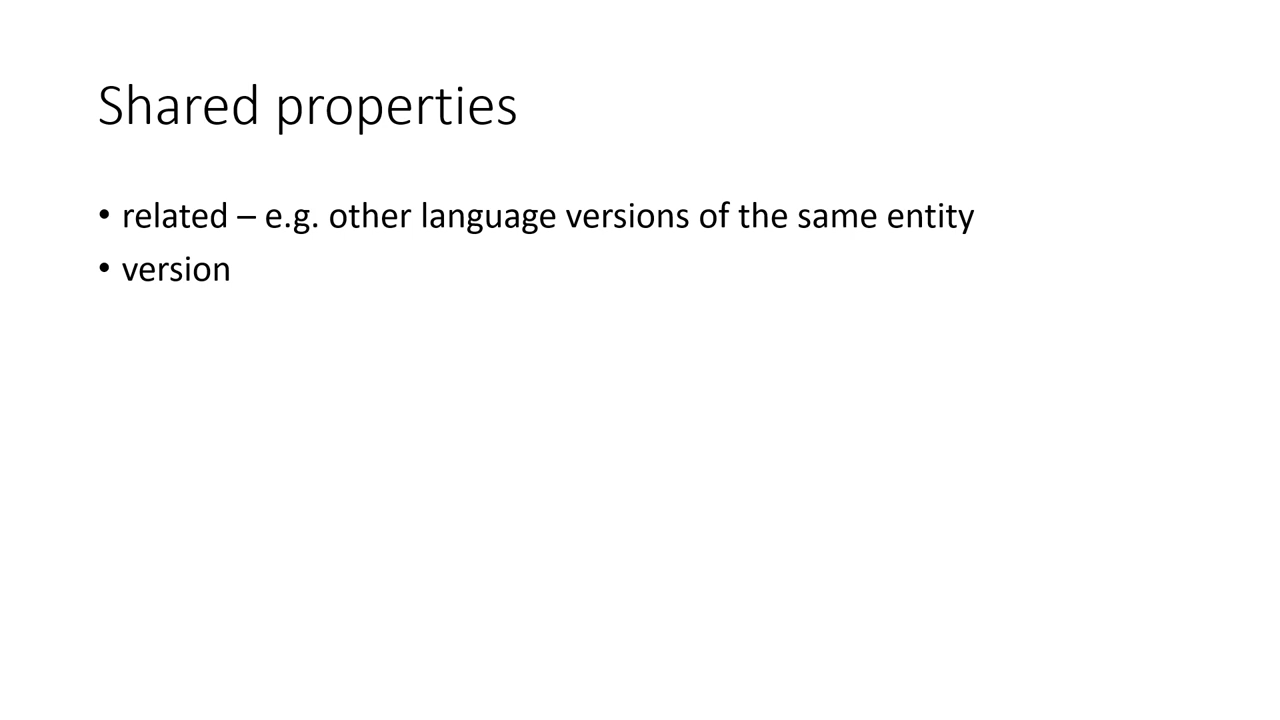 Shared properties
• related – e.g. other language versions of the same entity
• version